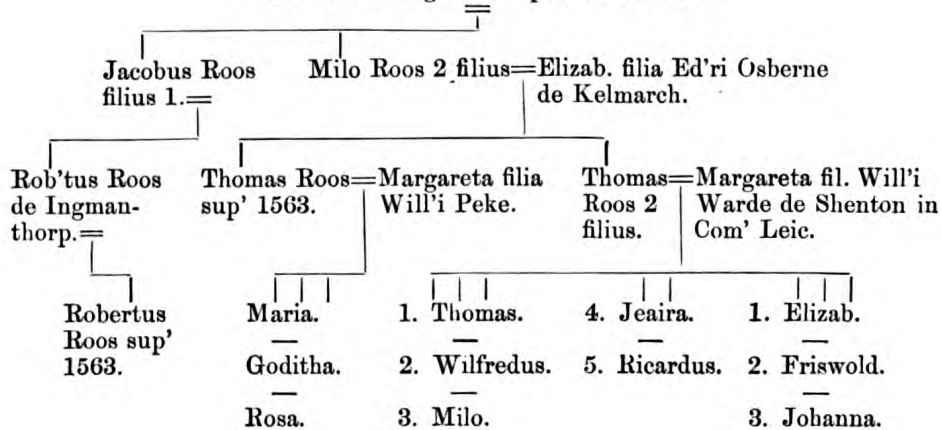 Jacobus Roos
filius 1.=
Milo Roos 2 filius=Elizab. filia Ed'ri Osberne
de Kelmarch.
Rob'tus Roos
de Ingman-
thorp.=
Thomas Roos=Margareta filia
sup' 1563. Will'i Peke.
Thomas=Margareta fil. Will'i
Roos 2 Warde de Shenton in
filius. Com' Leic.
Robertus
Roos sup'
1563.
Maria.
Goditha.
Rosa.
1. Thomas.
2. Wilfredus.
3. Milo.
4. Jeaira.
5. Ricardus.
1. Elizab.
2. Friswold.
3. Johanna.